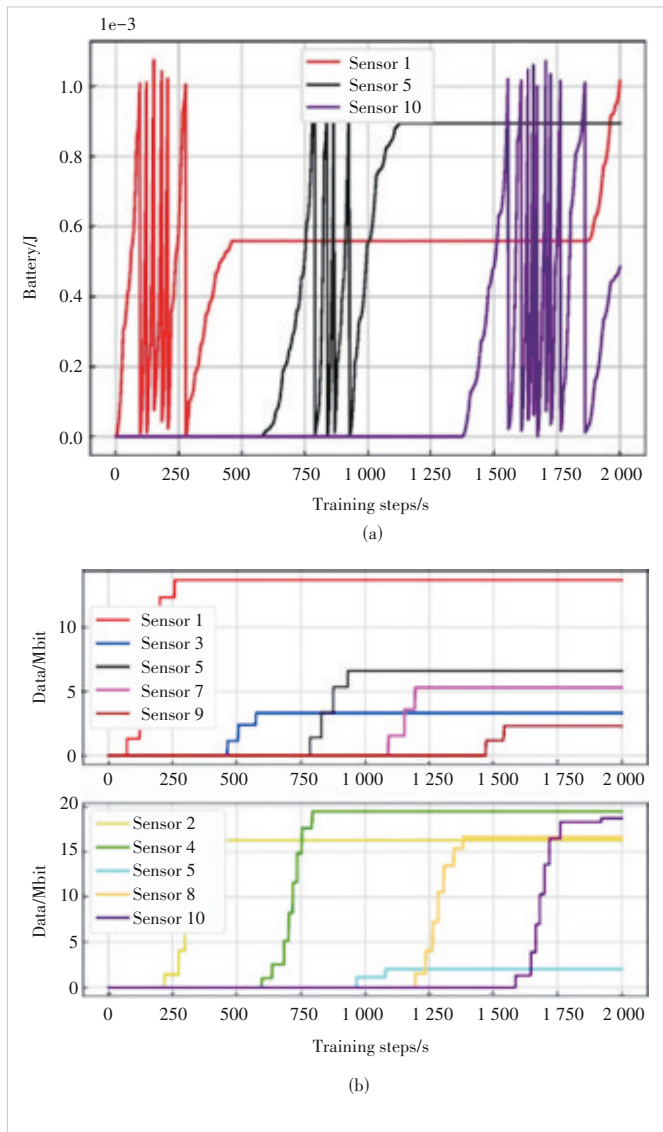 1e−3
1.0
0.8
0.6
0.4
0.2
0.0
Battery/J
Sensor 1
Sensor 5
Sensor 10
0 250 500 750 1 000 1 250 1 500 1 750 2 000
Training steps/s
(a)
10
5
0
Data/Mbit
Sensor 1
Sensor 3
Sensor 5
Sensor 7
Sensor 9
0 250 500 750 1 000 1 250 1 500 1 750 2 000
20
15
10
5
0
Data/Mbit
Sensor 2
Sensor 4
Sensor 5
Sensor 8
Sensor 10
0 250 500 750 1 000 1 250 1 500 1 750 2 000
Training steps/s
(b)